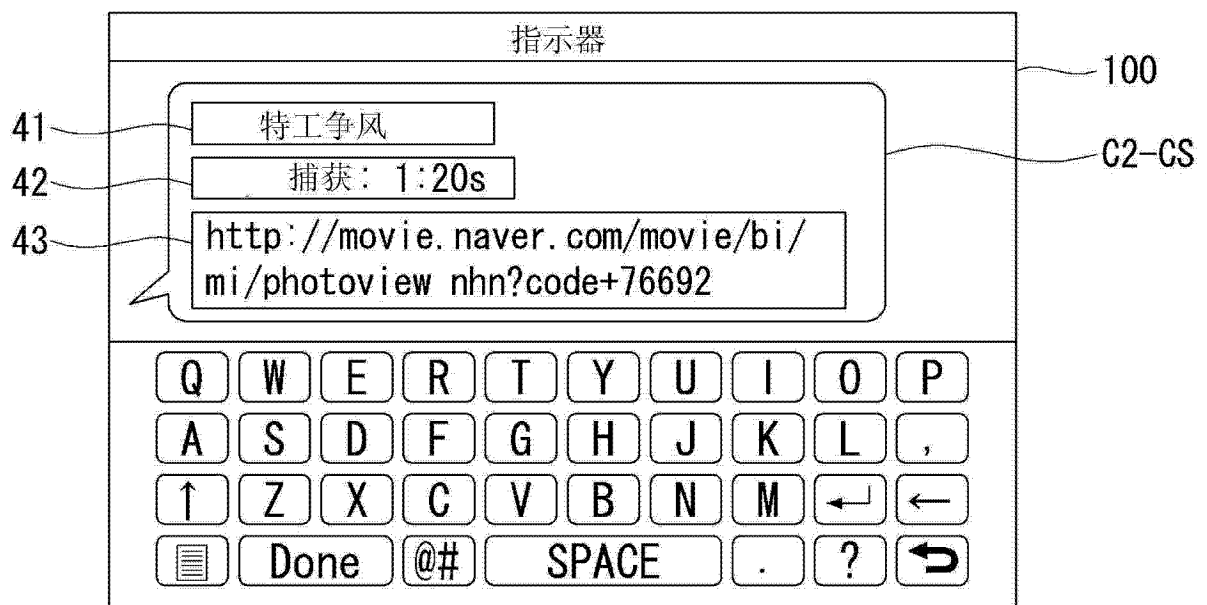 指示器
100
41
特工争风
C2-CS
42
捕获: 1:20s
43
http://movie.naver.com/movie/bi/
mi/photoview nhn?code+76692
Q W E R T Y U I O P
A S D F G H J K L ,
↑ Z X C V B N M ↵ ←
Done @# SPACE . ?